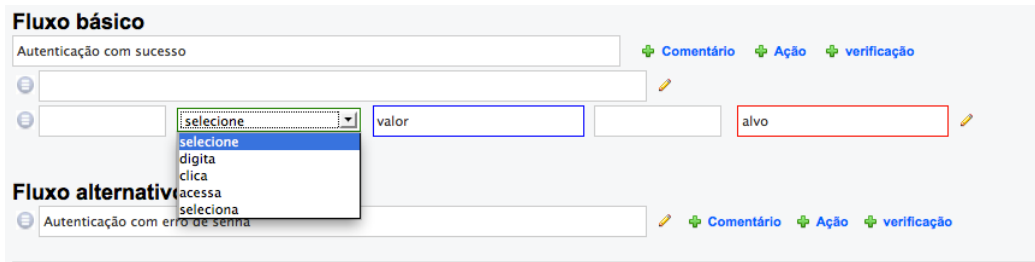 Fluxo básico
Autenticação com sucesso Comentário Ação verificação
selecione valor alvo
selecione
digita
clica
acessa
seleciona
Fluxo alternativo
Autenticação com erro de senha Comentário Ação verificação